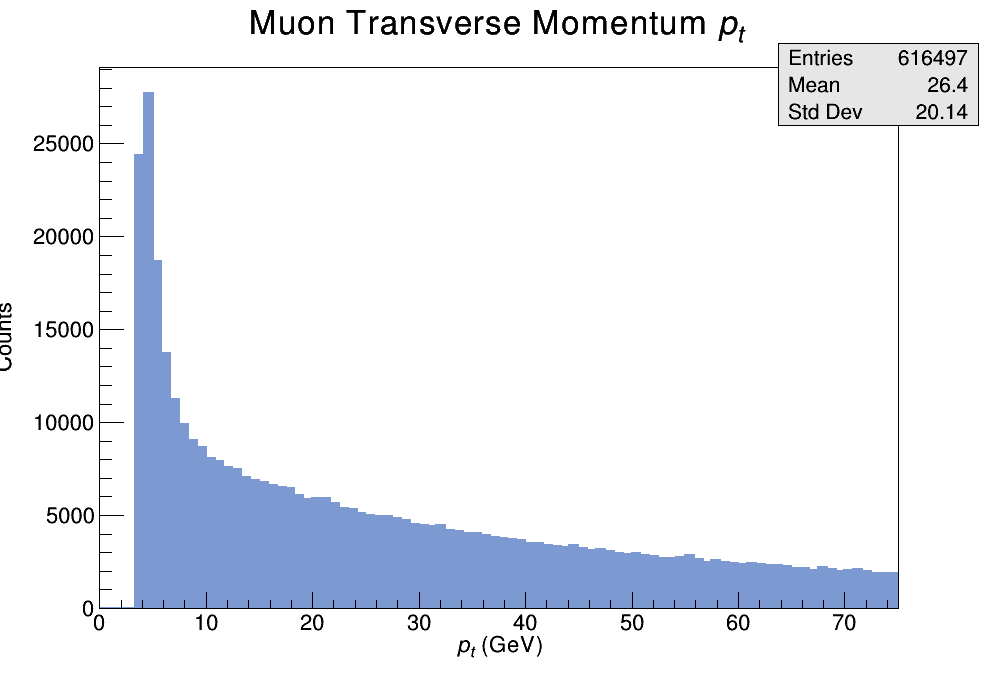 Muon Transverse Momentum pt
Entries 616497
Mean 26.4
Std Dev 20.14
25000
20000
15000
10000
5000
0
Counts
0 10 20 30 40 50 60 70
pt (GeV)